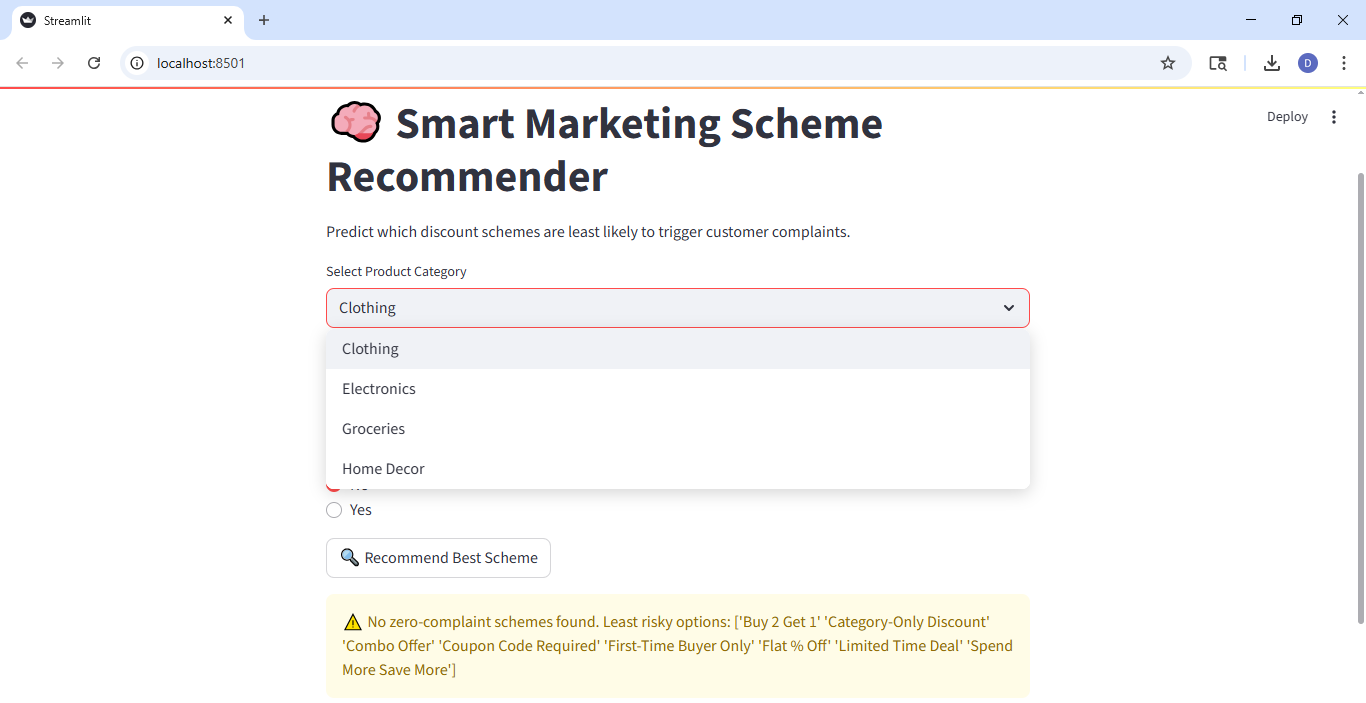 Streamlit
localhost:8501
D
Deploy
Smart Marketing Scheme
Recommender
Predict which discount schemes are least likely to trigger customer complaints.
Select Product Category
Clothing
Clothing
Electronics
Groceries
Home Decor
Yes
Recommend Best Scheme
No zero-complaint schemes found. Least risky options: ['Buy 2 Get 1' 'Category-Only Discount'
'Combo Offer' 'Coupon Code Required' 'First-Time Buyer Only' 'Flat % Off' 'Limited Time Deal' 'Spend
More Save More']